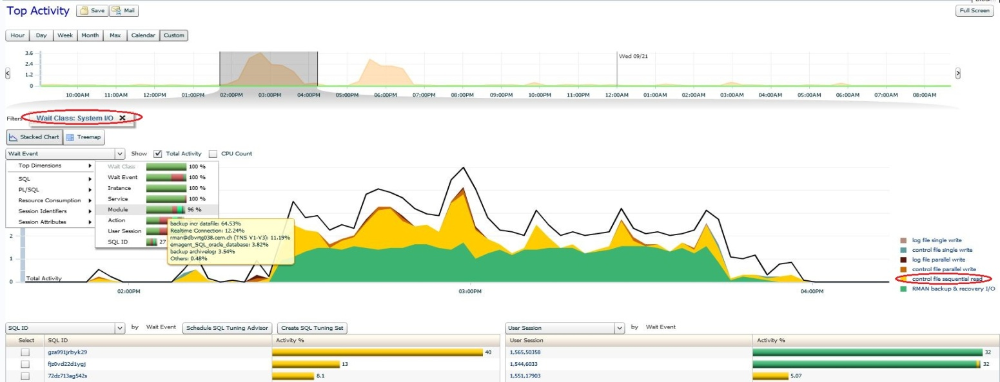 Top Activity Save Mail Full Screen
Hour Day Week Month Max Calendar Custom
3.6
2.4
1.2
0
Wed 09/21
10:00AM 11:00AM 12:00PM 01:00PM 02:00PM 03:00PM 04:00PM 05:00PM 06:00PM 07:00PM 08:00PM 09:00PM 10:00PM 11:00PM 12:00AM 01:00AM 02:00AM 03:00AM 04:00AM 05:00AM 06:00AM 07:00AM 08:00AM
Filters Wait Class: System I/O
Stacked Chart Treemap
Wait Event Show Total Activity CPU Count
Top Dimensions
SQL
PL/SQL
Resource Consumption
Session Identifiers
Session Attributes
Wait Class 100 %
Wait Event 100 %
Instance 100 %
Service 100 %
Module 96 %
Action
User Session
SQL ID 27
backup incr datafile: 64.53%
Realtime Connection: 12.24%
rman@dbvrtg038.cern.ch (TNS V1-V3): 11.19%
emagent_SQL_oracle_database: 3.82%
backup archivelog: 3.54%
Others: 0.48%
2
1
0
Total Activity
02:00PM 03:00PM 04:00PM
log file single write
control file single write
log file parallel write
control file parallel write
control file sequential read
RMAN backup & recovery I/O
SQL ID by Wait Event Schedule SQL Tuning Advisor Create SQL Tuning Set
Select SQL ID Activity %
gza991jrbyk29 40
fjz0vd22d1ygj 13
72dz713ag542s 8.1
User Session by Wait Event
User Session Activity %
1,565,50358 32
1,544,6033 32
1,551,17903 5.07